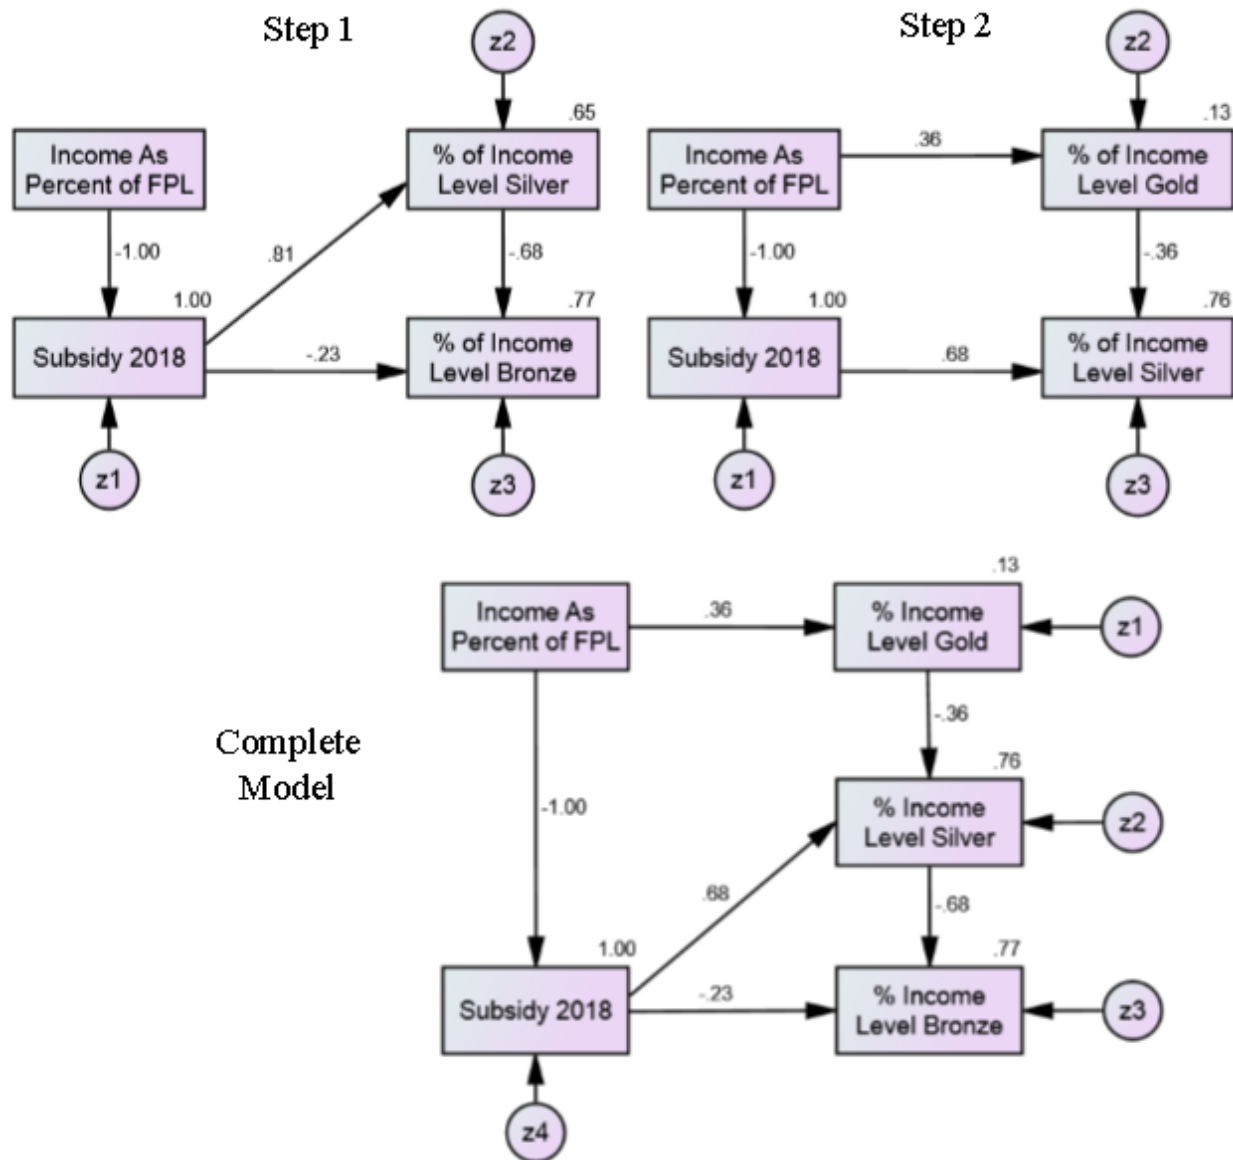 Step 1
z2
.65
Income As
Percent of FPL
% of Income
Level Silver
-1.00
.81
-.68
1.00
.77
Subsidy 2018
-.23
% of Income
Level Bronze
z1
z3
Step 2
z2
.13
Income As
Percent of FPL
.36
% of Income
Level Gold
-1.00
-.36
1.00
.76
Subsidy 2018
.68
% of Income
Level Silver
z1
z3
Complete
Model
.13
Income As
Percent of FPL
.36
% Income
Level Gold
z1
-.36
.76
-1.00
% Income
Level Silver
z2
.68
-.68
1.00
.77
Subsidy 2018
-.23
% Income
Level Bronze
z3
z4